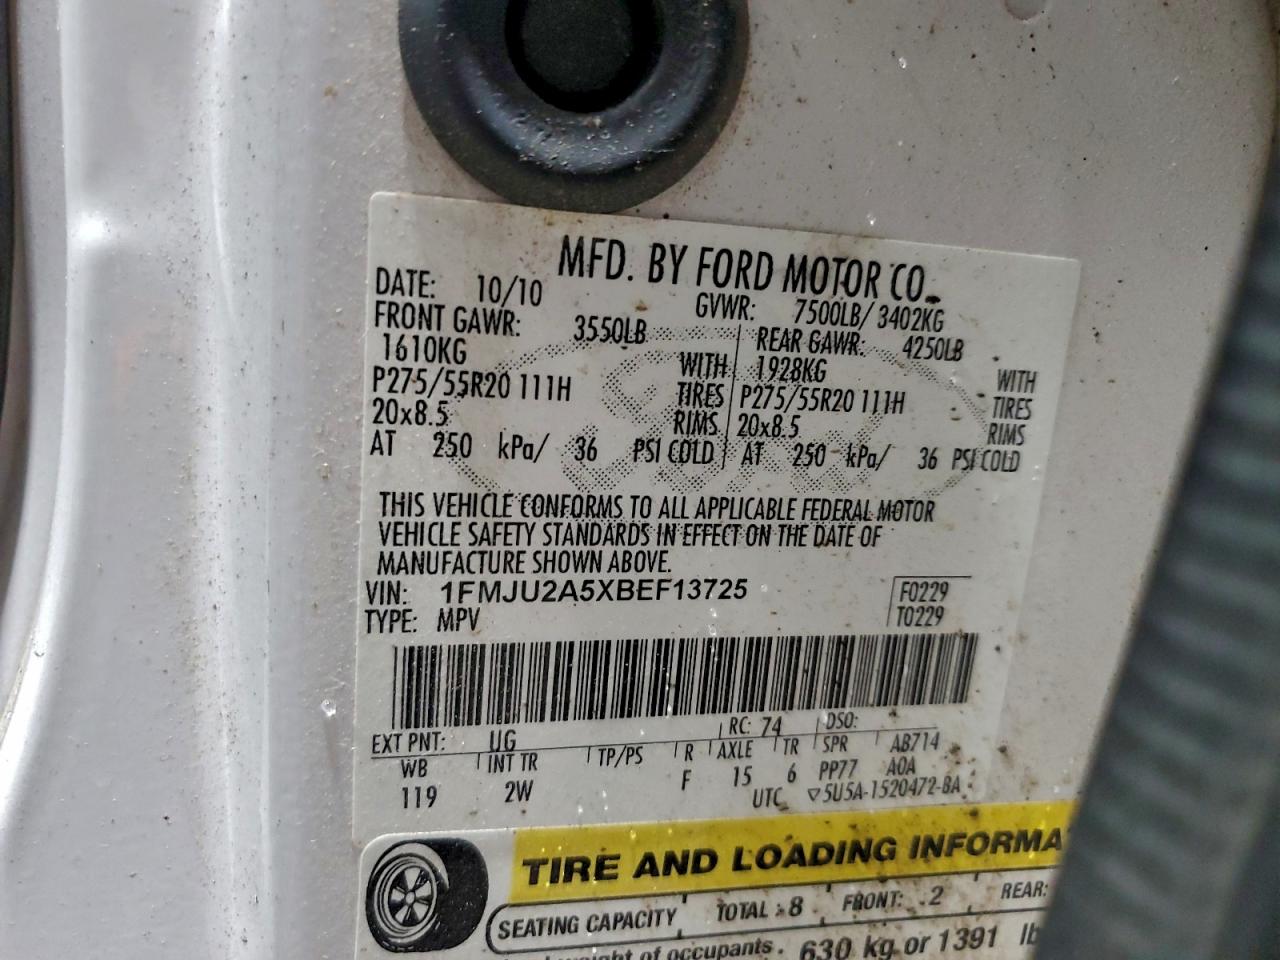 MFD. BY FORD MOTOR CO.
DATE: 10/10 GVWR: 7500LB/ 3402KG
FRONT GAWR: 3550LB REAR GAWR: 4250LB
1610KG WITH 1928KG WITH
P275/55R20 111H TIRES P275/55R20 111H TIRES
20x8.5 RIMS 20x8.5 RIMS
AT 250 kPa/ 36 PSI COLD AT 250 kPa/ 36 PSI COLD
THIS VEHICLE CONFORMS TO ALL APPLICABLE FEDERAL MOTOR
VEHICLE SAFETY STANDARDS IN EFFECT ON THE DATE OF
MANUFACTURE SHOWN ABOVE.
VIN: 1FMJU2A5XBEF13725 F0229
TYPE: MPV T0229
EXT PNT: UG RC: 74 DSO:
WB INT TR TP/PS R AXLE TR SPR AB714
119 2W F 15 6 PP77 A0A
UTC ▽5U5A-1520472-BA
TIRE AND LOADING INFORMA
SEATING CAPACITY TOTAL 8 FRONT: 2 REAR:
weight of occupants. 630 kg or 1391 lb